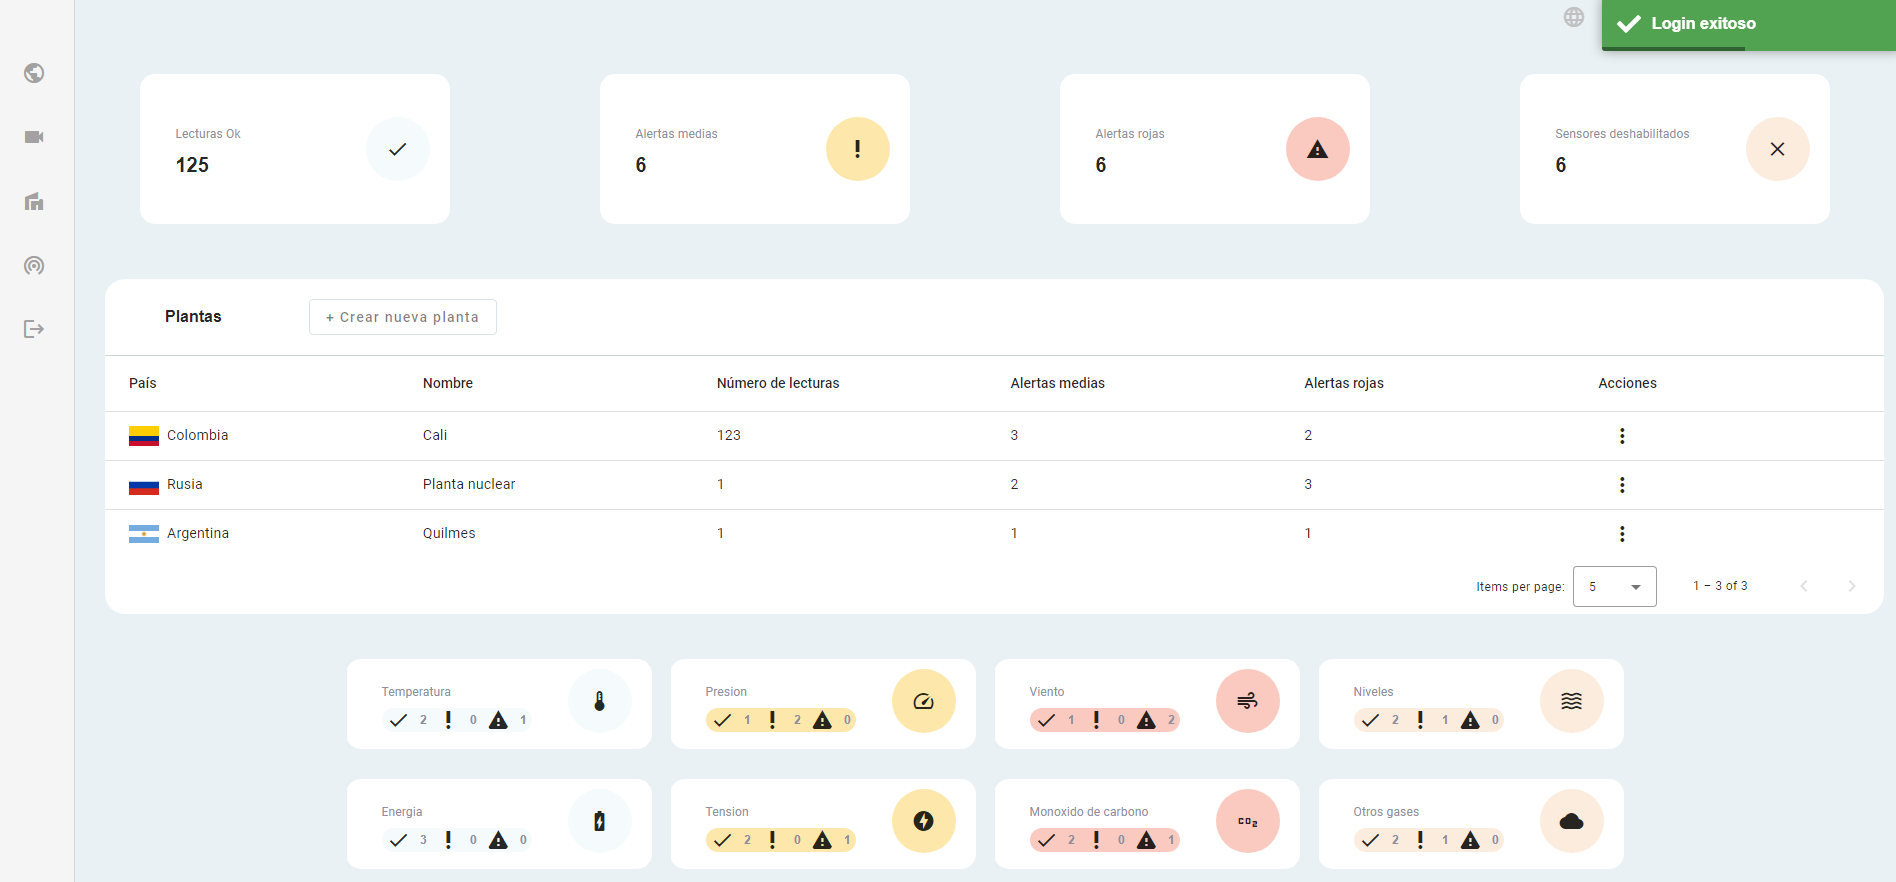 Login exitoso
Lecturas Ok
125
Alertas medias
6
Alertas rojas
6
Sensores deshabilitados
6
Plantas
+ Crear nueva planta
País Nombre Número de lecturas Alertas medias Alertas rojas Acciones
Colombia Cali 123 3 2
Rusia Planta nuclear 1 2 3
Argentina Quilmes 1 1 1
Items per page: 5 1 – 3 of 3
Temperatura
2 0 1
Presion
1 2 0
Viento
1 0 2
Niveles
2 1 0
Energia
3 0 0
Tension
2 0 1
Monoxido de carbono
2 0 1
CO2
Otros gases
2 1 0